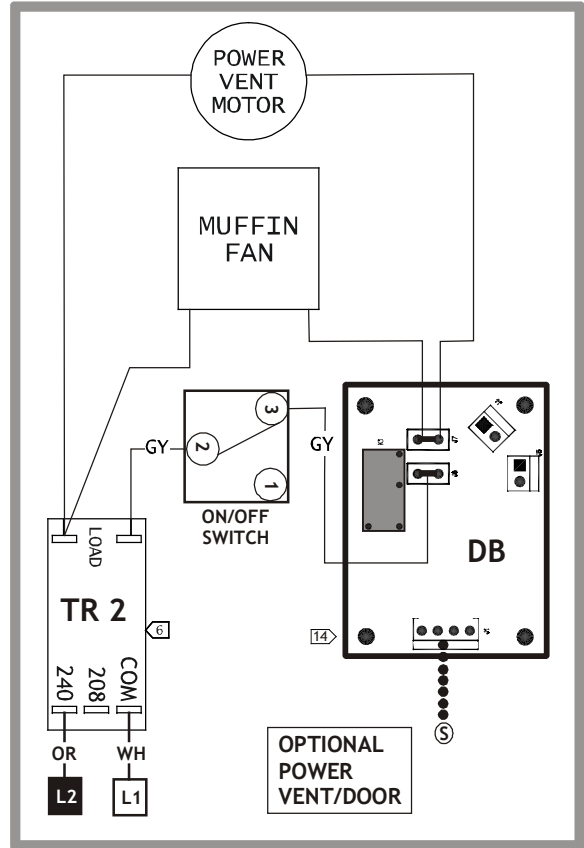 POWER
VENT
MOTOR
MUFFIN
FAN
3
2
1
GY
GY
ON/OFF
SWITCH
LOAD
TR 2
6
240
208
COM
OR
WH
L2
L1
DB
14
S
OPTIONAL
POWER
VENT/DOOR